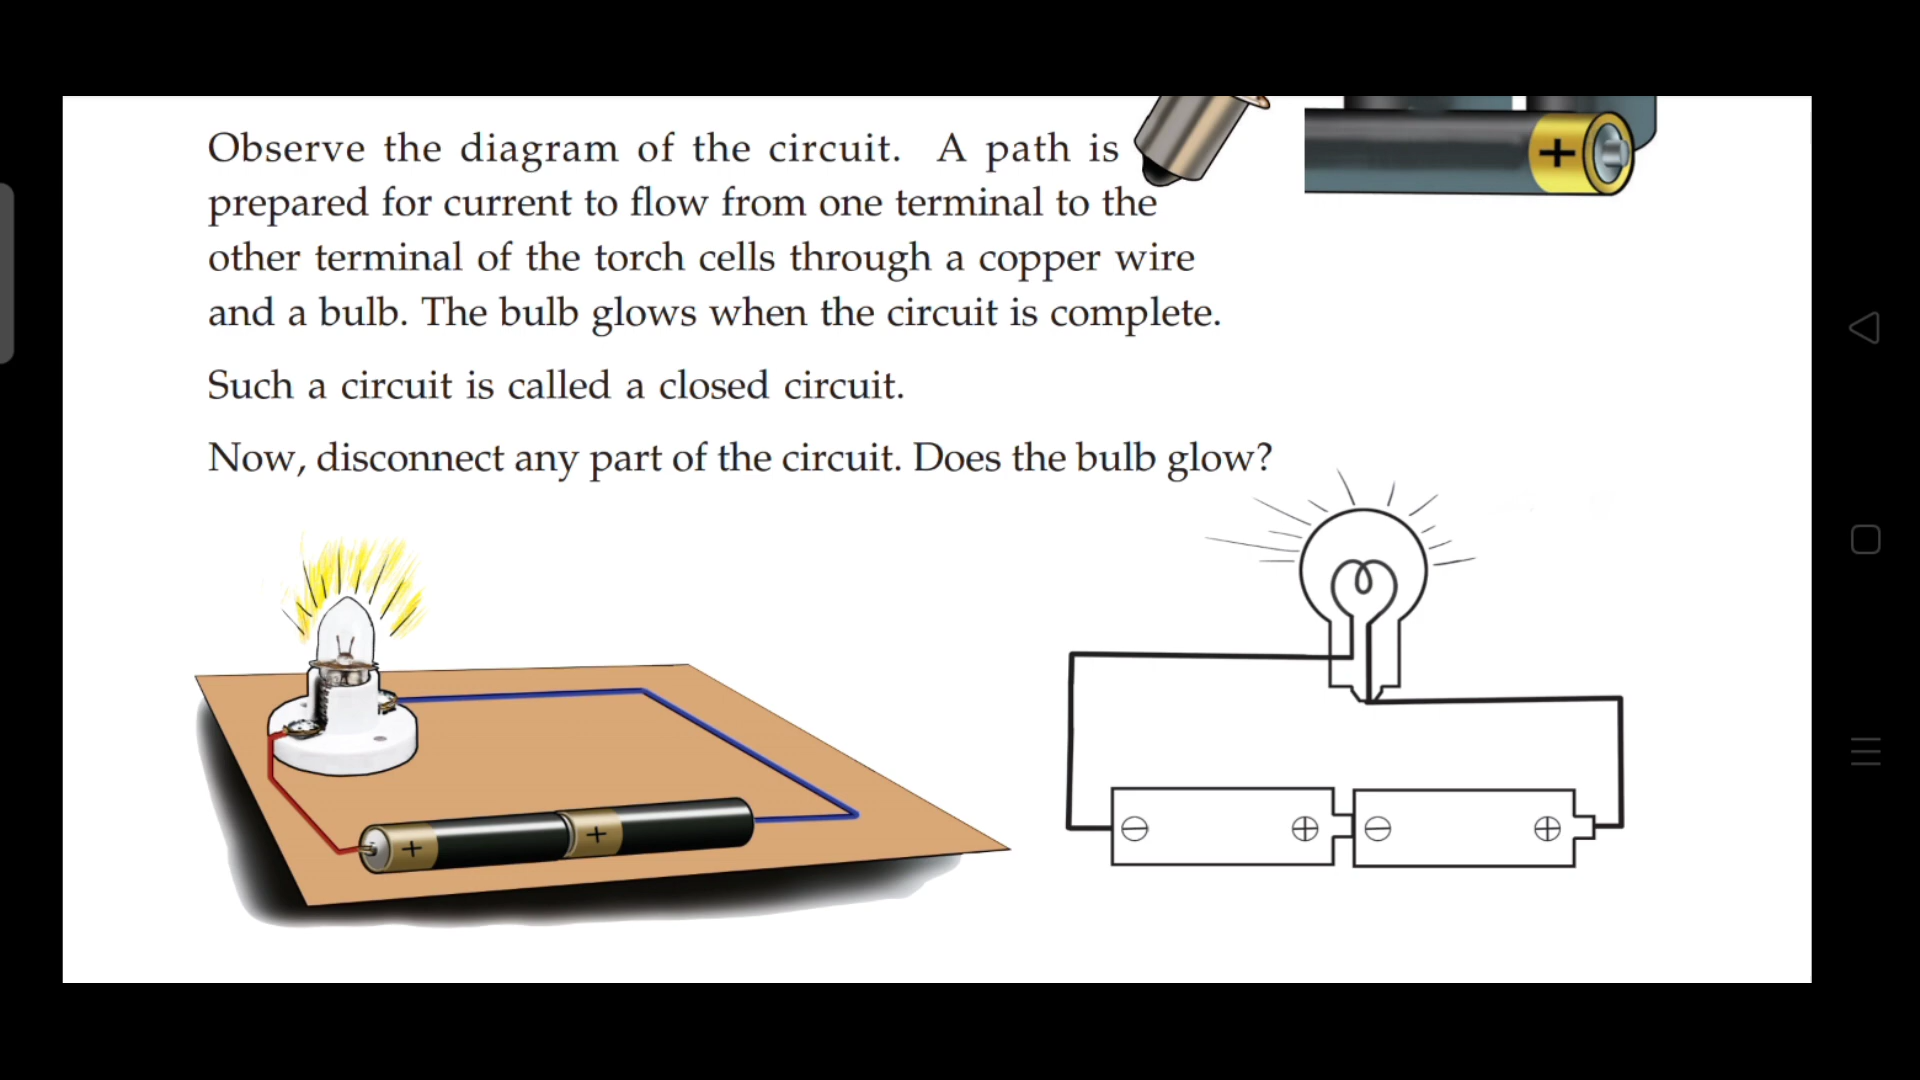 Observe the diagram of the circuit. A path is
prepared for current to flow from one terminal to the
other terminal of the torch cells through a copper wire
and a bulb. The bulb glows when the circuit is complete.
Such a circuit is called a closed circuit.
Now, disconnect any part of the circuit. Does the bulb glow?